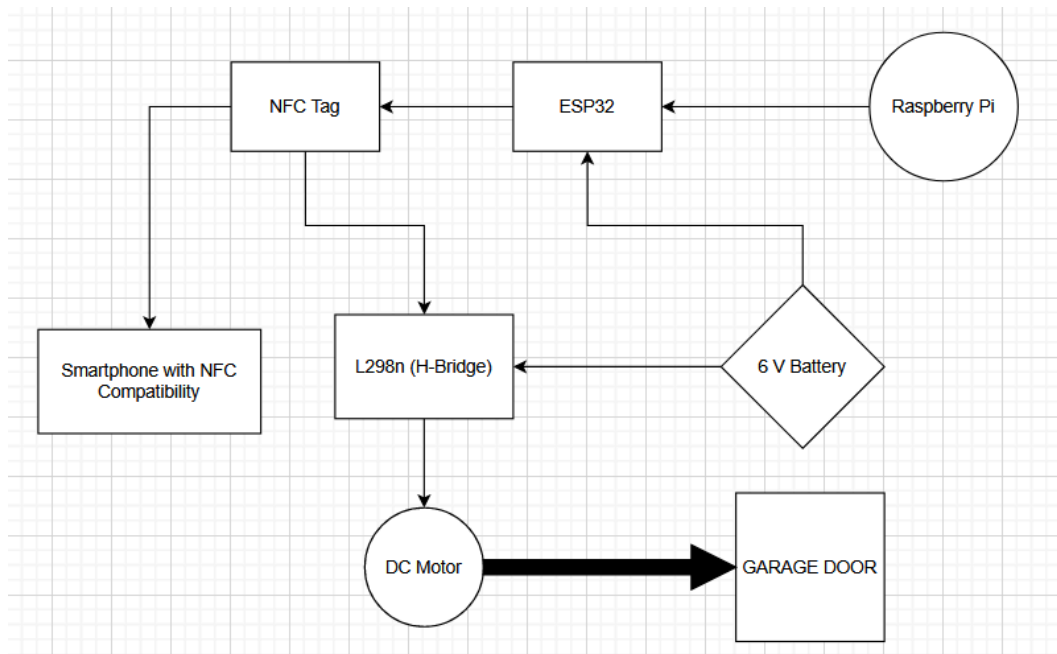 NFC Tag
ESP32
Raspberry Pi
Smartphone with NFC
Compatibility
L298n (H-Bridge)
6 V Battery
DC Motor
GARAGE DOOR